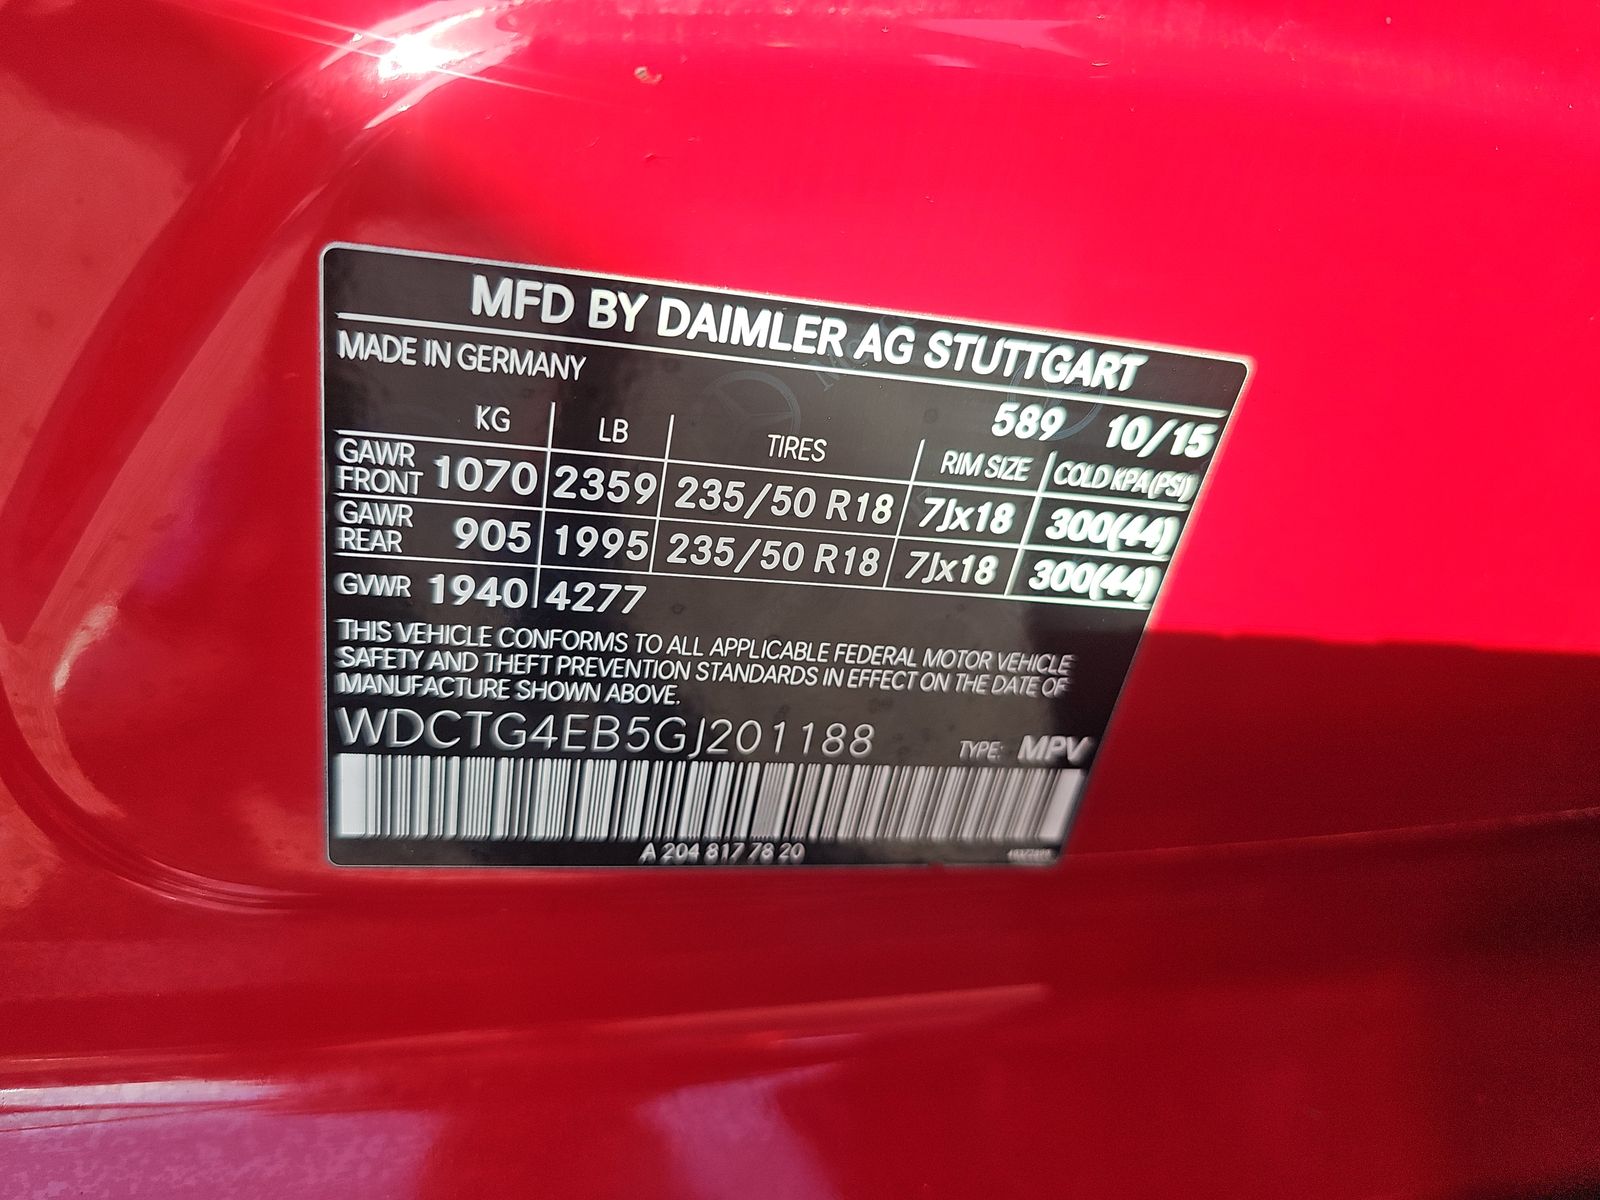 MFD BY DAIMLER AG STUTTGART
MADE IN GERMANY
589 10/15
KG LB TIRES RIM SIZE COLD KPA(PSI)
GAWR FRONT 1070 2359 235/50 R18 7Jx18 300(44)
GAWR REAR 905 1995 235/50 R18 7Jx18 300(44)
GVWR 1940 4277
THIS VEHICLE CONFORMS TO ALL APPLICABLE FEDERAL MOTOR VEHICLE
SAFETY AND THEFT PREVENTION STANDARDS IN EFFECT ON THE DATE OF
MANUFACTURE SHOWN ABOVE.
WDCTG4EB5GJ201188 TYPE: MPV
A 204 817 78 20